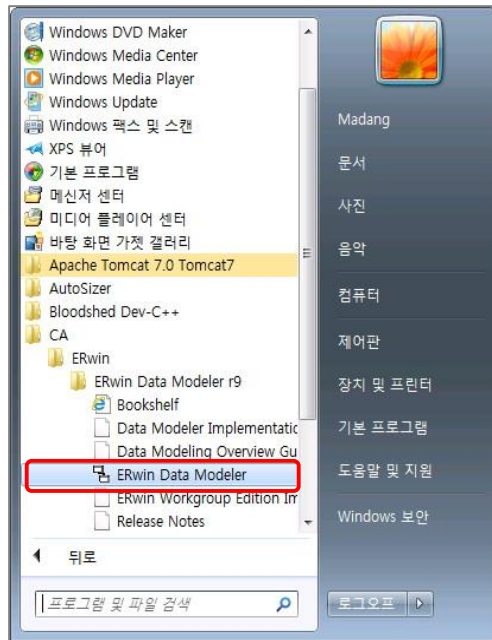 Windows DVD Maker
Windows Media Center
Windows Media Player
Windows Update
Windows 팩스 및 스캔
XPS 뷰어
기본 프로그램
메신저 센터
미디어 플레이어 센터
바탕 화면 가젯 갤러리
Apache Tomcat 7.0 Tomcat7
AutoSizer
Bloodshed Dev-C++
CA
ERwin
ERwin Data Modeler r9
Bookshelf
Data Modeler Implementatic
Data Modeling Overview Gu
ERwin Data Modeler
ERwin Workgroup Edition Im
Release Notes
뒤로
프로그램 및 파일 검색
Madang
문서
사진
음악
컴퓨터
제어판
장치 및 프린터
기본 프로그램
도움말 및 지원
Windows 보안
로그오프